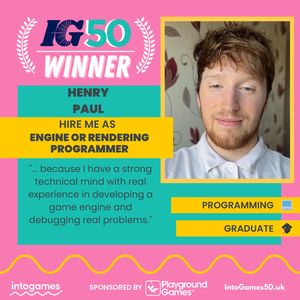 IG50
WINNER
HENRY
PAUL
HIRE ME AS
ENGINE OR RENDERING
PROGRAMMER
"... because I have a strong
technical mind with real
experience in developing a
game engine and
debugging real problems."
PROGRAMMING
GRADUATE
intogames
SPONSORED BY
Playground
Games
IntoGames50.uk